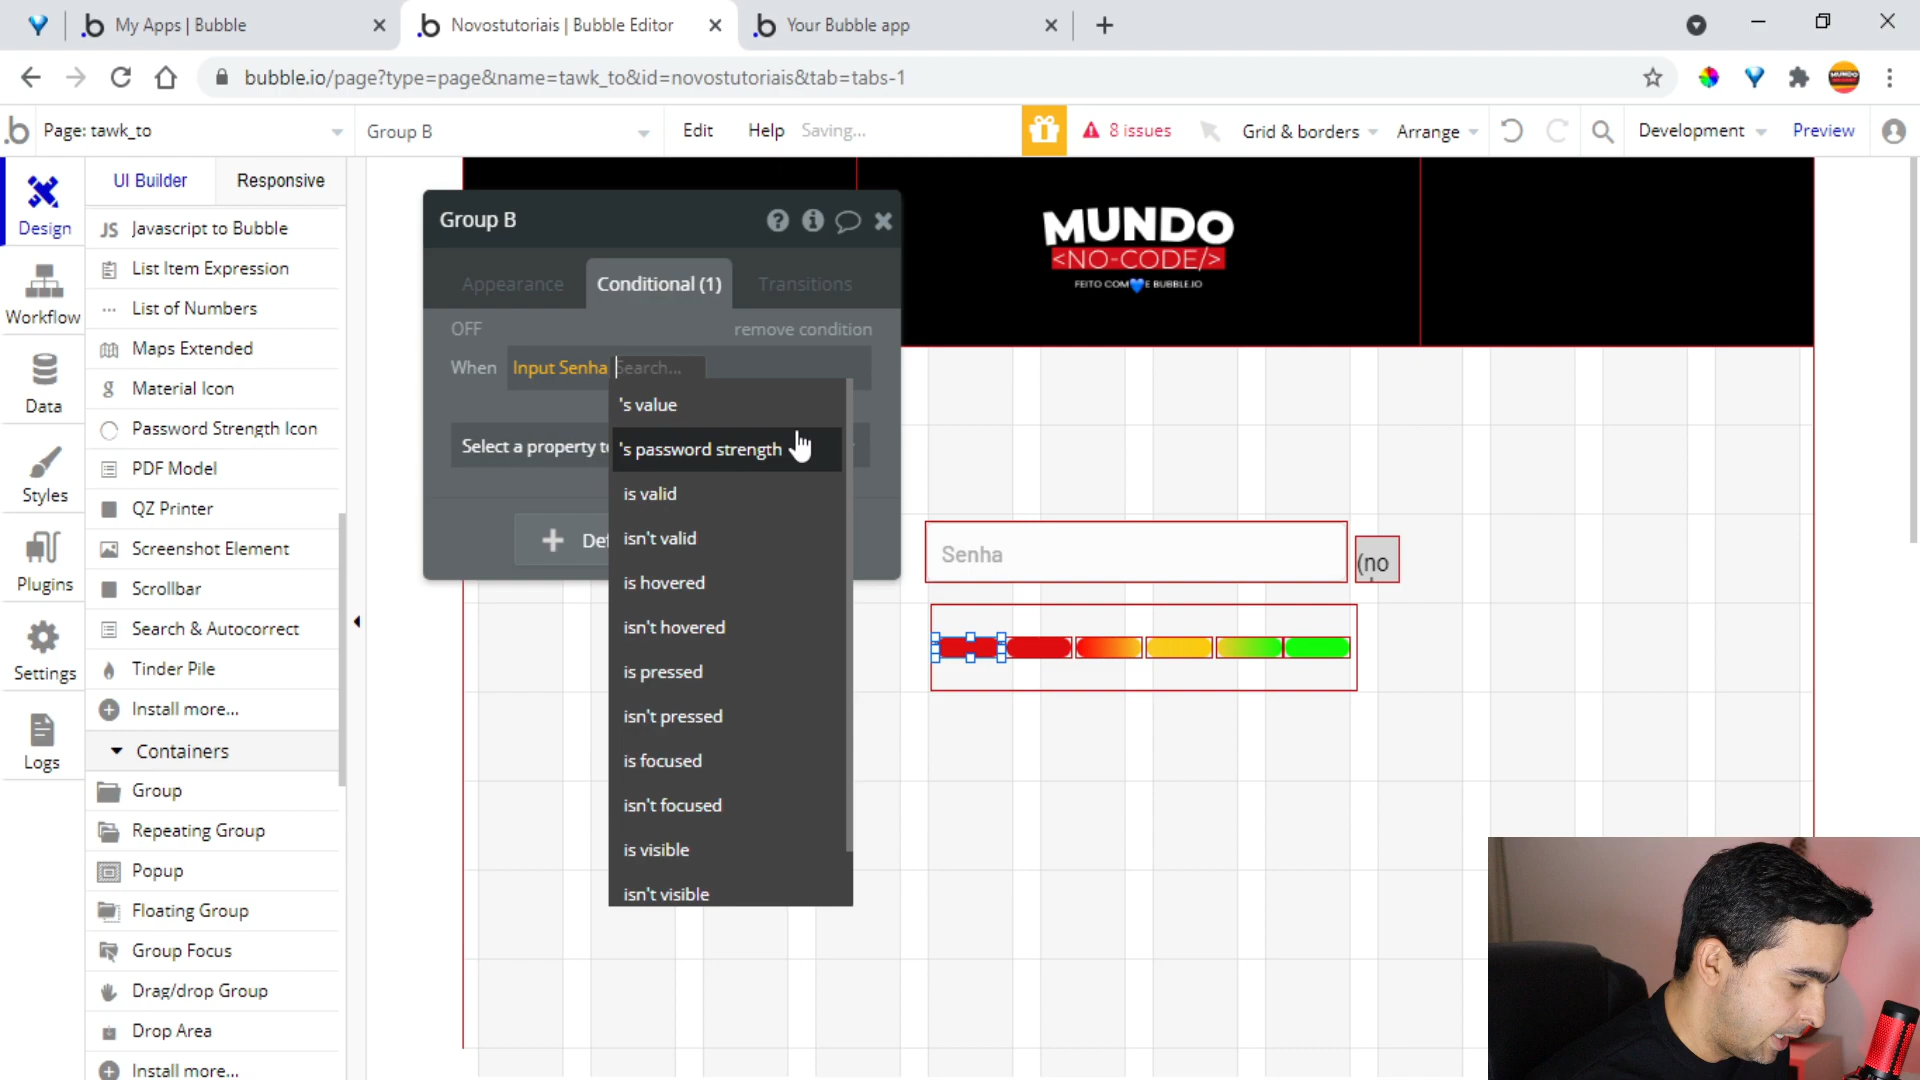 My Apps | Bubble
Novostutoriais | Bubble Editor
Your Bubble app
bubble.io/page?type=page&name=tawk_to&id=novostutoriais&tab=tabs-1
Page: tawk_to
Group B
Edit
Help
Saving...
8 issues
Grid & borders
Arrange
Development
Preview
Design
Workflow
Data
Styles
Plugins
Settings
Logs
UI Builder
Responsive
JS Javascript to Bubble
List Item Expression
List of Numbers
Maps Extended
Material Icon
Password Strength Icon
PDF Model
QZ Printer
Screenshot Element
Scrollbar
Search & Autocorrect
Tinder Pile
Install more...
Containers
Group
Repeating Group
Popup
Floating Group
Group Focus
Drag/drop Group
Drop Area
Install more...
Group B
Appearance
Conditional (1)
Transitions
OFF
remove condition
When
Input Senha
Search...
Select a property to
's value
's password strength
is valid
isn't valid
is hovered
isn't hovered
is pressed
isn't pressed
is focused
isn't focused
is visible
isn't visible
MUNDO
<NO-CODE/>
FEITO COM 💙 E BUBBLE.IO
Senha
(no